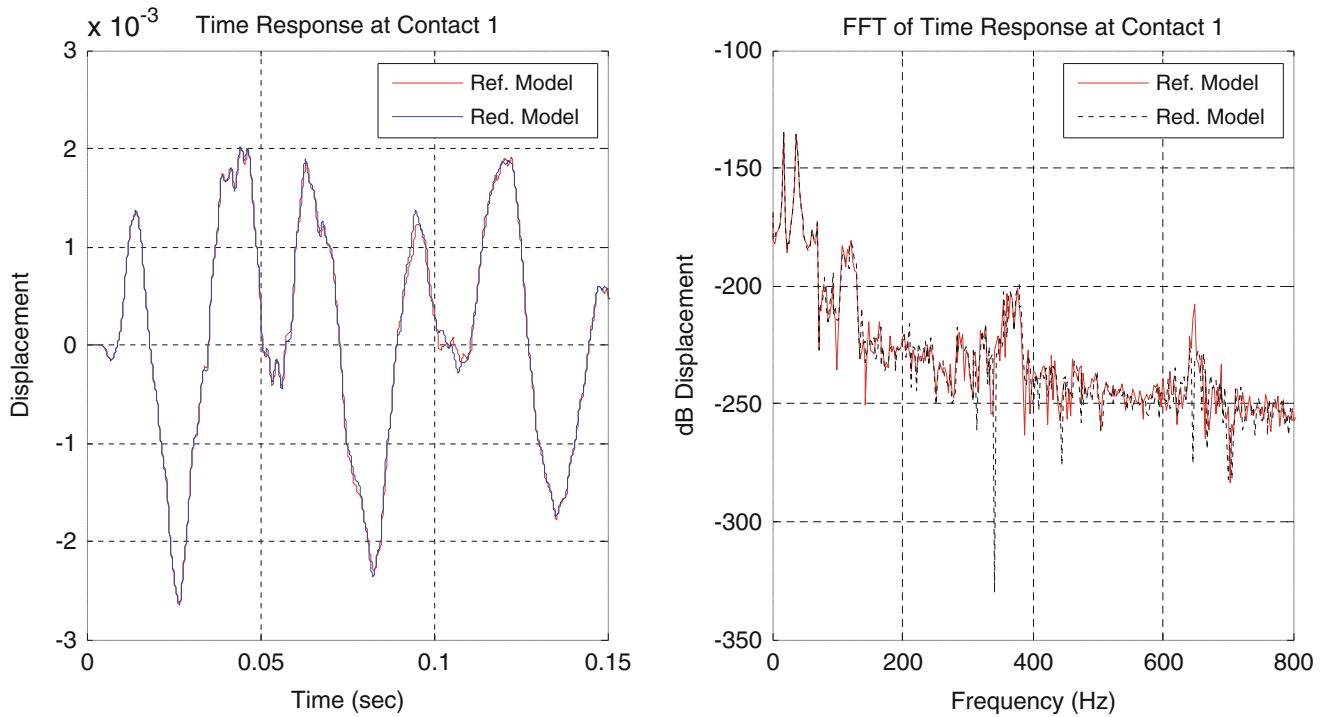 x 10^-3
Time Response at Contact 1
3
2
1
0
-1
-2
-3
Displacement
Ref. Model
Red. Model
0
0.05
0.1
0.15
Time (sec)
FFT of Time Response at Contact 1
-100
-150
-200
-250
-300
-350
dB Displacement
Ref. Model
Red. Model
0
200
400
600
800
Frequency (Hz)